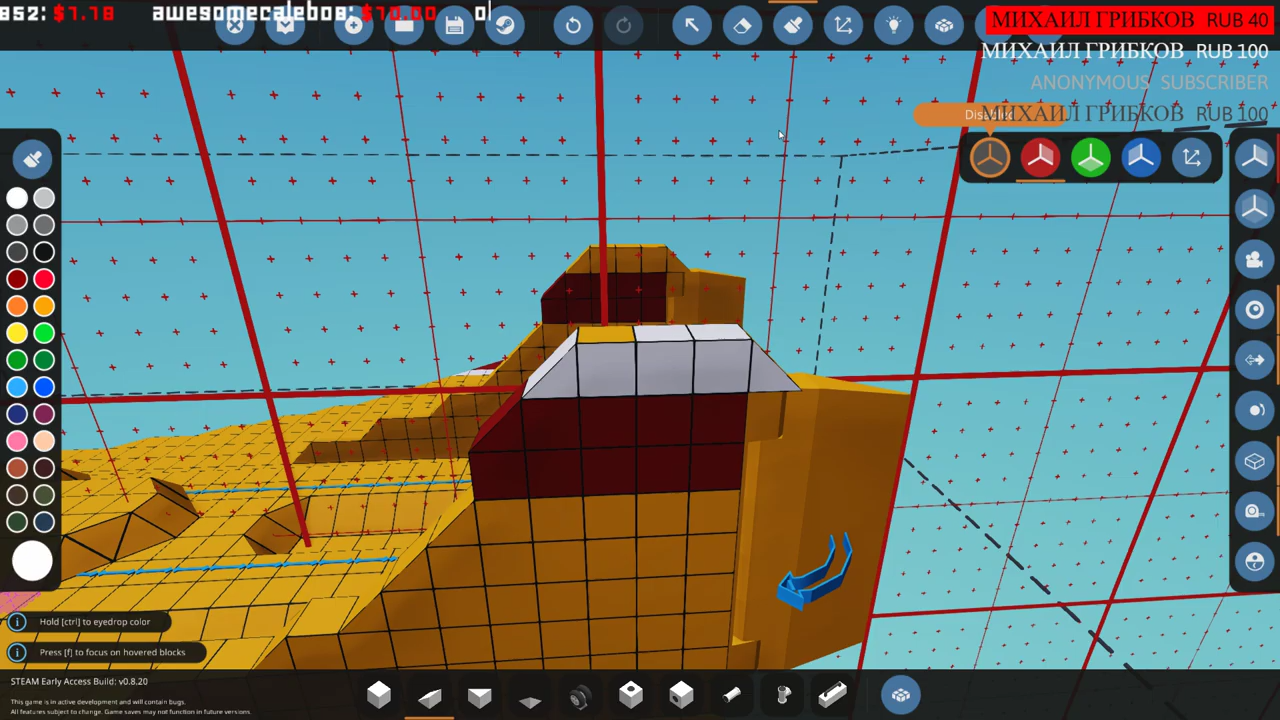 852: $1.18 awesomecaleb08: $10.00 ol
МИХАИЛ ГРИБКОВ RUB 40
МИХАИЛ ГРИБКОВ RUB 100
ANONYMOUS SUBSCRIBER
МИХАИЛ ГРИБКОВ RUB 100
Hold [ctrl] to eyedrop color
Press [f] to focus on hovered blocks
STEAM Early Access Build: v0.8.20
This game is in active development and will contain bugs.
All features subject to change. Game saves may not function in future versions.